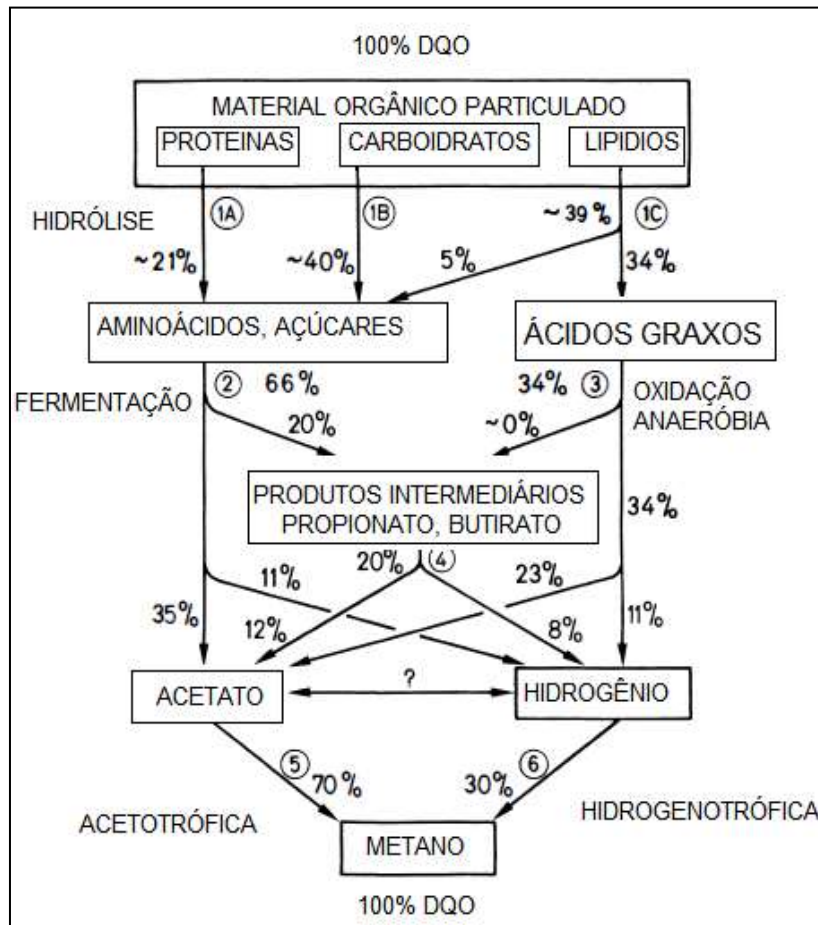 100% DQO
MATERIAL ORGÂNICO PARTICULADO
PROTEINAS
CARBOIDRATOS
LIPIDIOS
HIDRÓLISE
1A
1B
~39%
1C
~21%
~40%
5%
34%
AMINOÁCIDOS, AÇÚCARES
ÁCIDOS GRAXOS
2
66%
34%
3
FERMENTAÇÃO
OXIDAÇÃO
ANAERÓBIA
20%
~0%
PRODUTOS INTERMEDIÁRIOS
PROPIONATO, BUTIRATO
34%
20%
4
11%
23%
35%
12%
8%
11%
ACETATO
?
HIDROGÊNIO
5
70%
30%
6
ACETOTRÓFICA
HIDROGENOTRÓFICA
METANO
100% DQO